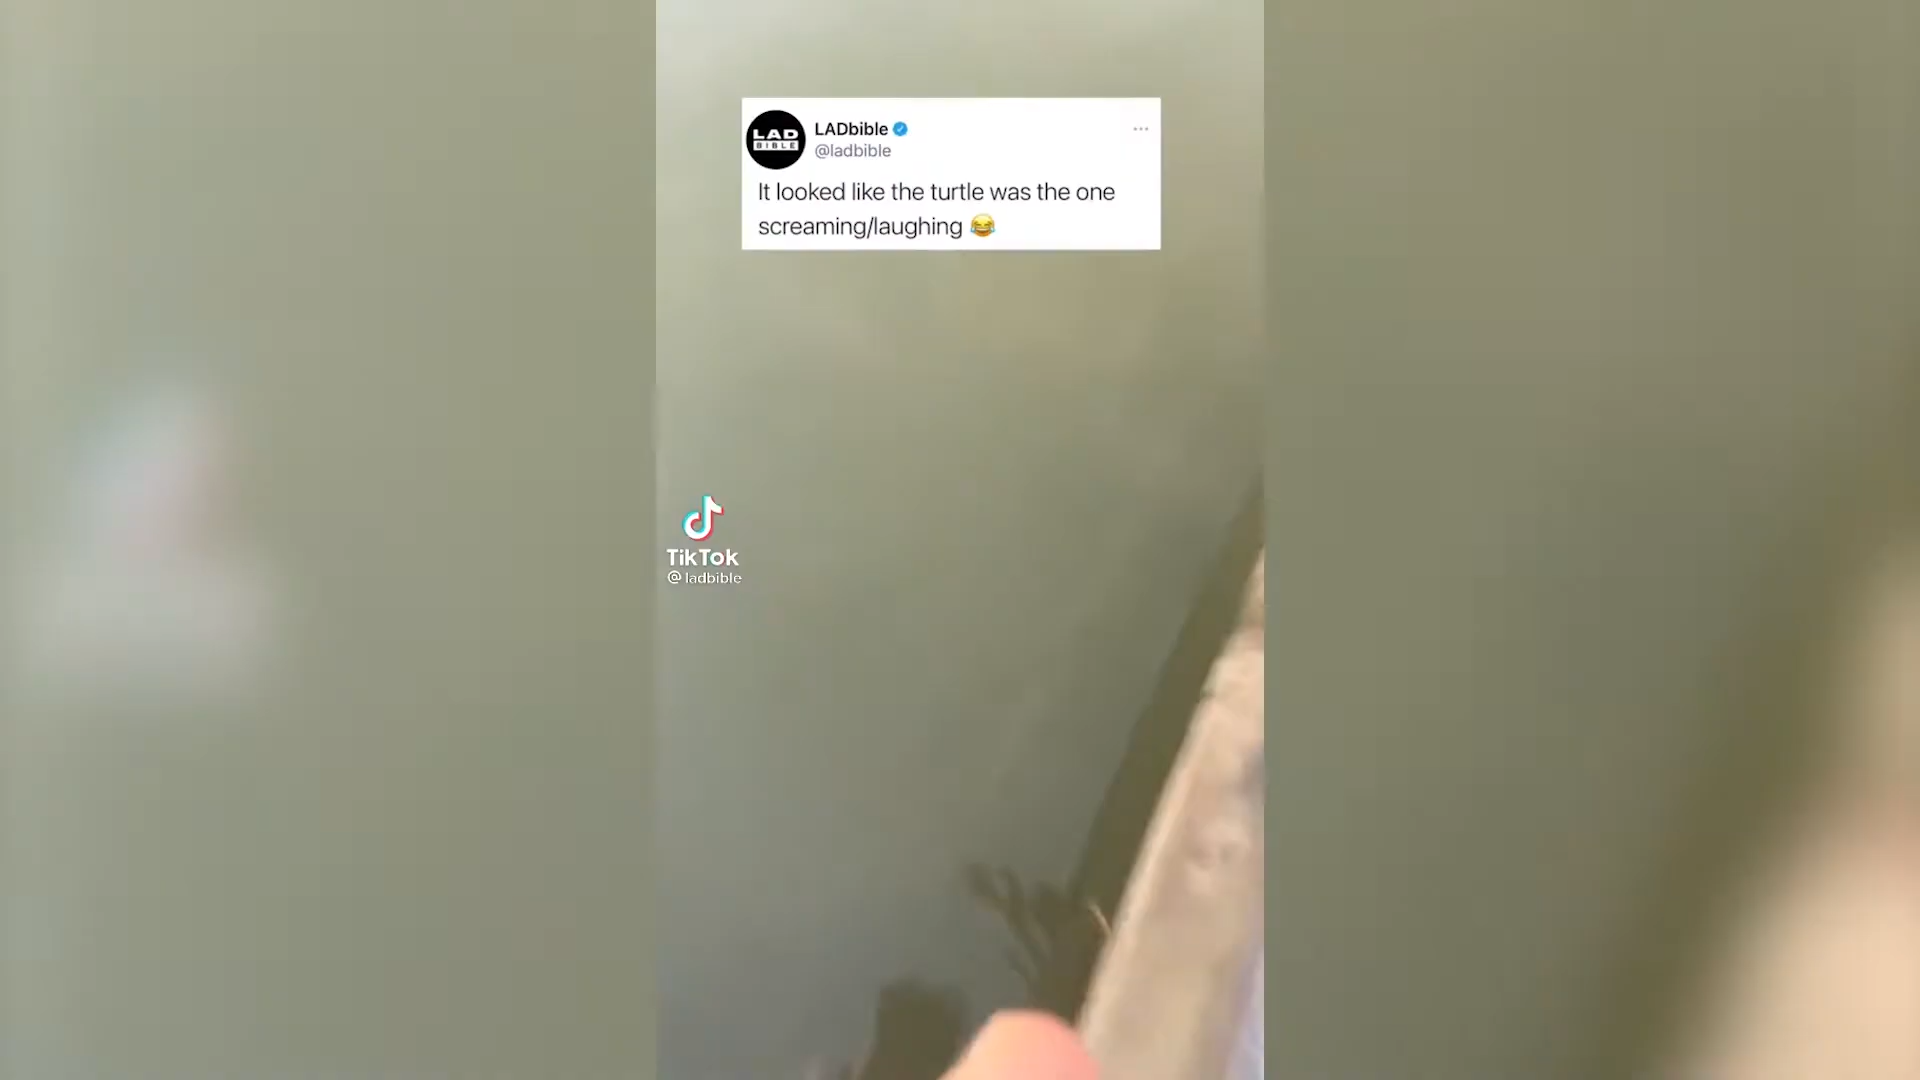 LAD
BIBLE
LADbible
@ladbible
It looked like the turtle was the one
screaming/laughing 😂
TikTok
@ladbible